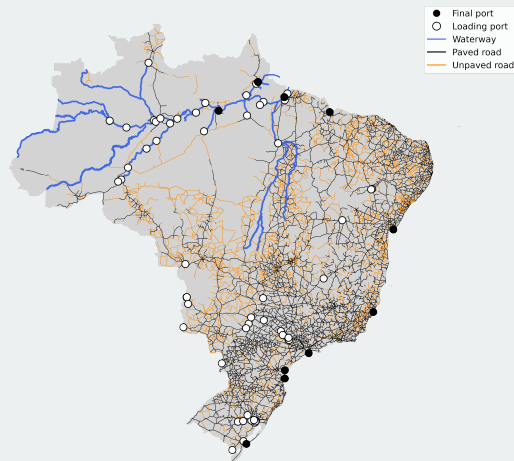 Final port
Loading port
Waterway
Paved road
Unpaved road